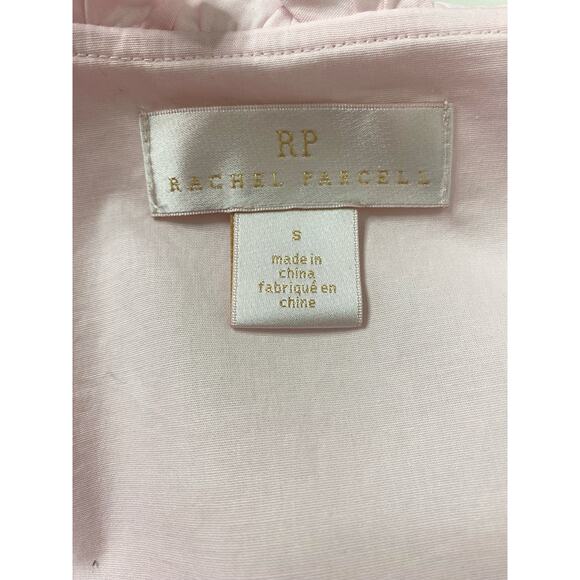 RP
RACHEL PARCELL
S
made in
china
fabriqué en
chine